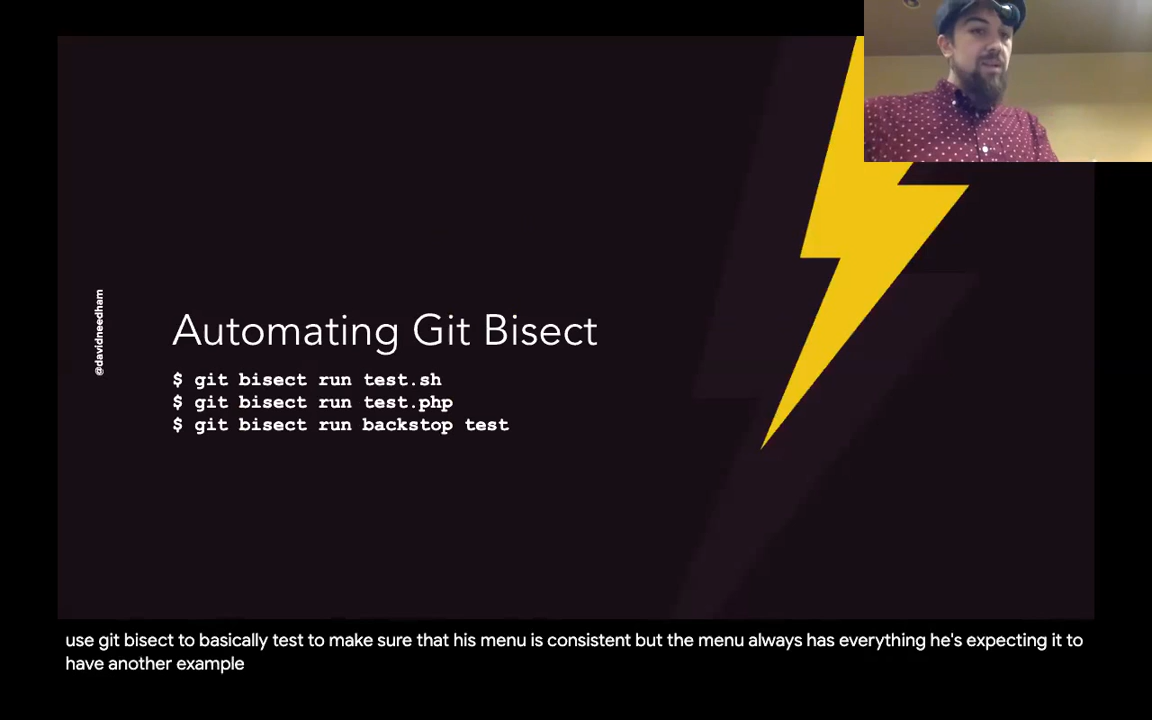 @davidneedham
Automating Git Bisect
$ git bisect run test.sh
$ git bisect run test.php
$ git bisect run backstop test
use git bisect to basically test to make sure that his menu is consistent but the menu always has everything he's expecting it to
have another example